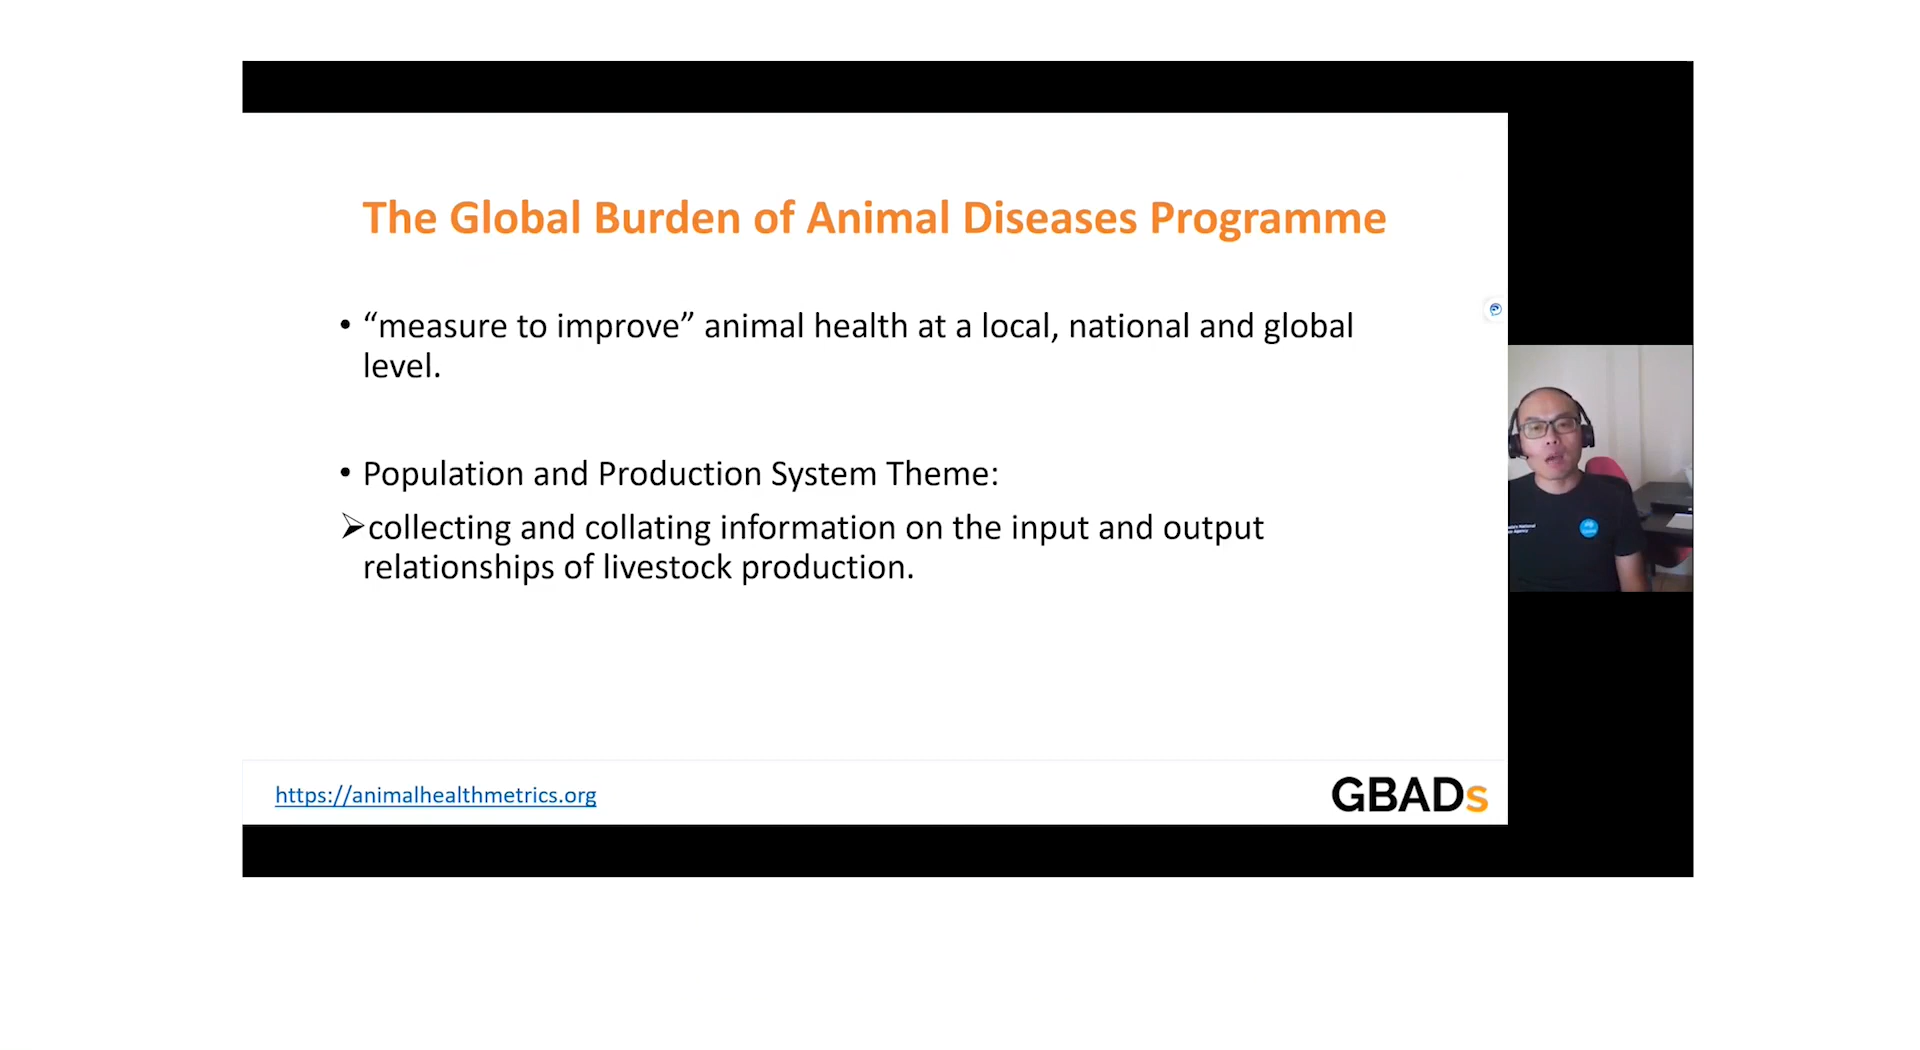 The Global Burden of Animal Diseases Programme
• “measure to improve” animal health at a local, national and global
level.
• Population and Production System Theme:
➢collecting and collating information on the input and output
relationships of livestock production.
https://animalhealthmetrics.org
GBADs